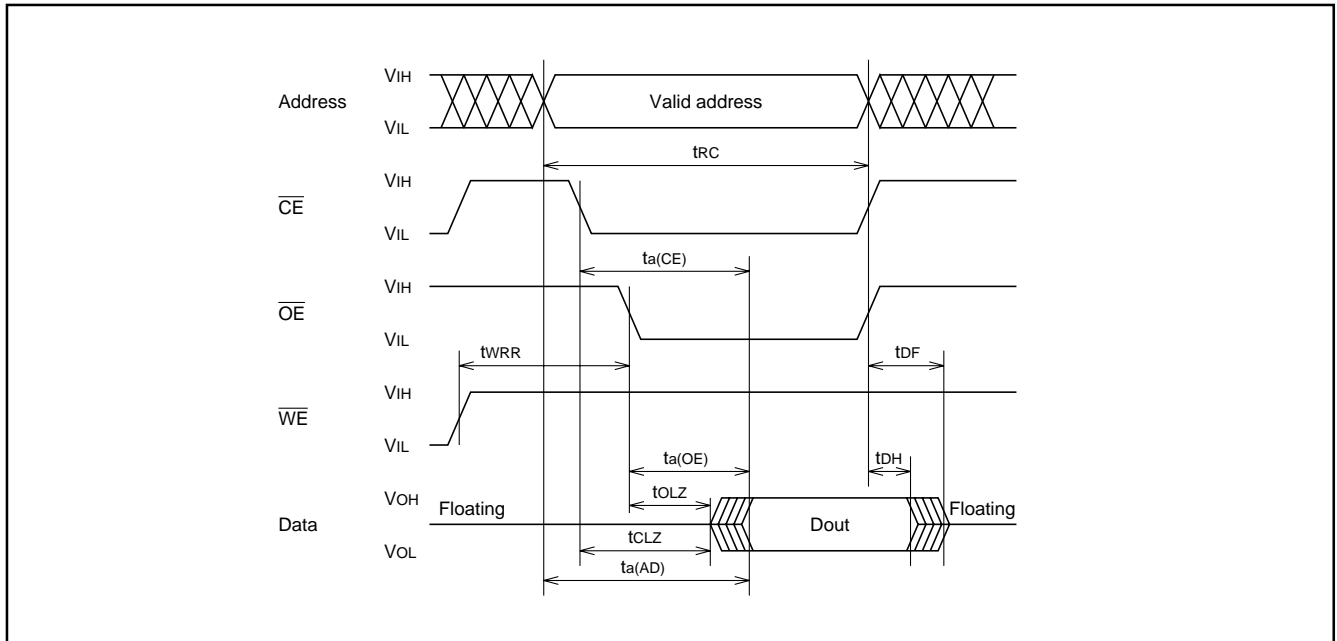 VIH
Address
Valid address
VIL
tRC
VIH
CE
VIL
ta(CE)
VIH
OE
VIL
tWRR
tDF
VIH
WE
VIL
ta(OE)
tDH
VOH
tOLZ
Floating
Floating
Data
Dout
tCLZ
VOL
ta(AD)